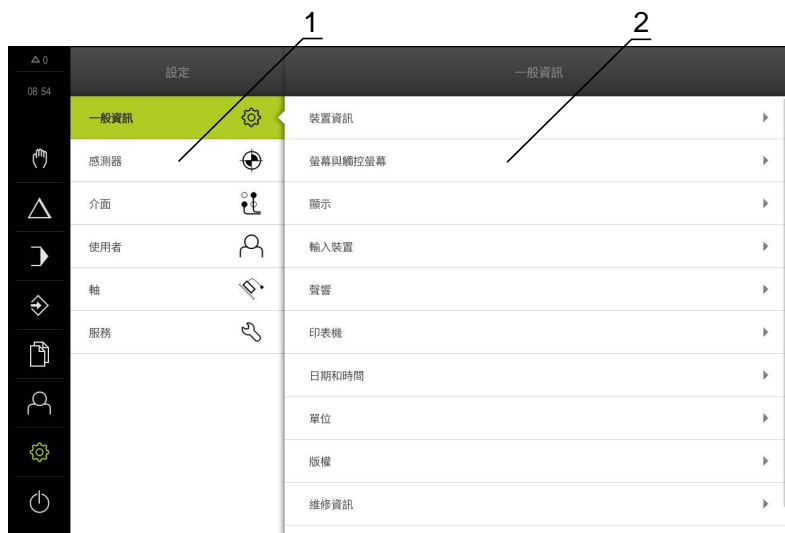 1
2
△ 0
08 54
設定
一般資訊
一般資訊
感測器
介面
使用者
軸
服務
裝置資訊
螢幕與觸控螢幕
顯示
輸入裝置
聲響
印表機
日期和時間
單位
版權
維修資訊